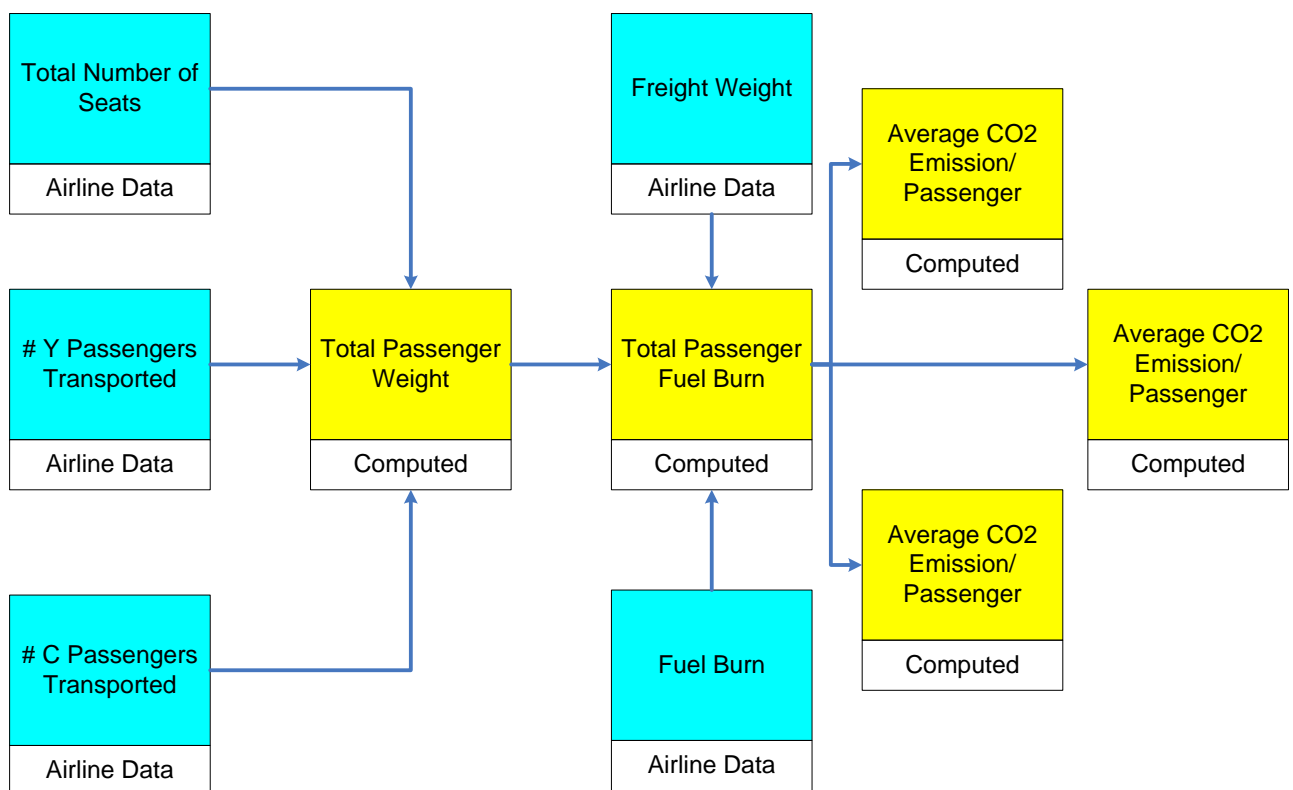 Total Number of
Seats
Airline Data
Freight Weight
Airline Data
Average CO2
Emission/
Passenger
Computed
# Y Passengers
Transported
Airline Data
Total Passenger
Weight
Computed
Total Passenger
Fuel Burn
Computed
Average CO2
Emission/
Passenger
Computed
Average CO2
Emission/
Passenger
Computed
# C Passengers
Transported
Airline Data
Fuel Burn
Airline Data